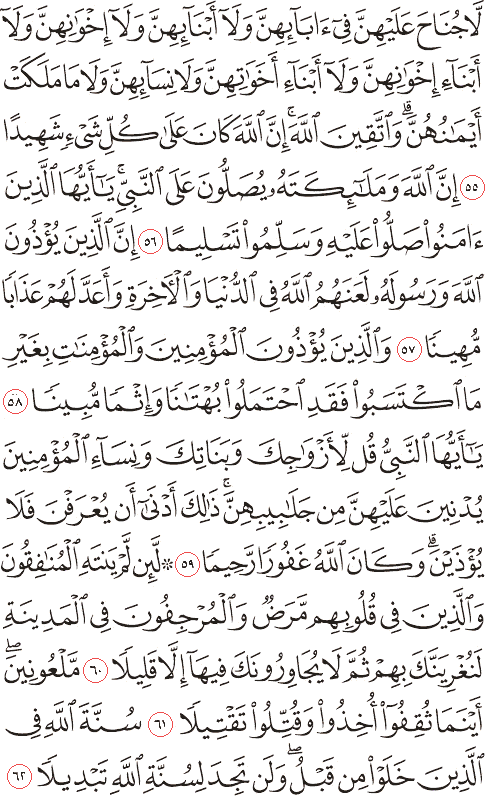 لَّا جُنَاحَ عَلَيْهِنَّ فِىٓ ءَابَآئِهِنَّ وَلَآ أَبْنَآئِهِنَّ وَلَآ إِخْوَٰنِهِنَّ وَلَآ
أَبْنَآءِ إِخْوَٰنِهِنَّ وَلَآ أَبْنَآءِ أَخَوَٰتِهِنَّ وَلَا نِسَآئِهِنَّ وَلَا مَا مَلَكَتْ
أَيْمَٰنُهُنَّۗ وَٱتَّقِينَ ٱللَّهَۚ إِنَّ ٱللَّهَ كَانَ عَلَىٰ كُلِّ شَىْءٍ شَهِيدًا
٥٥ إِنَّ ٱللَّهَ وَمَلَٰٓئِكَتَهُۥ يُصَلُّونَ عَلَى ٱلنَّبِىِّۚ يَٰٓأَيُّهَا ٱلَّذِينَ
ءَامَنُوا۟ صَلُّوا۟ عَلَيْهِ وَسَلِّمُوا۟ تَسْلِيمًا ٥٦ إِنَّ ٱلَّذِينَ يُؤْذُونَ
ٱللَّهَ وَرَسُولَهُۥ لَعَنَهُمُ ٱللَّهُ فِى ٱلدُّنْيَا وَٱلْـَٔاخِرَةِ وَأَعَدَّ لَهُمْ عَذَابًا
مُّهِينًا ٥٧ وَٱلَّذِينَ يُؤْذُونَ ٱلْمُؤْمِنِينَ وَٱلْمُؤْمِنَٰتِ بِغَيْرِ
مَا ٱكْتَسَبُوا۟ فَقَدِ ٱحْتَمَلُوا۟ بُهْتَٰنًا وَإِثْمًا مُّبِينًا ٥٨
يَٰٓأَيُّهَا ٱلنَّبِىُّ قُل لِّأَزْوَٰجِكَ وَبَنَاتِكَ وَنِسَآءِ ٱلْمُؤْمِنِينَ
يُدْنِينَ عَلَيْهِنَّ مِن جَلَٰبِيبِهِنَّۚ ذَٰلِكَ أَدْنَىٰٓ أَن يُعْرَفْنَ فَلَا
يُؤْذَيْنَۗ وَكَانَ ٱللَّهُ غَفُورًا رَّحِيمًا ٥٩ ۞ لَّئِن لَّمْ يَنتَهِ ٱلْمُنَٰفِقُونَ
وَٱلَّذِينَ فِى قُلُوبِهِم مَّرَضٌ وَٱلْمُرْجِفُونَ فِى ٱلْمَدِينَةِ
لَنُغْرِيَنَّكَ بِهِمْ ثُمَّ لَا يُجَاوِرُونَكَ فِيهَآ إِلَّا قَلِيلًا ٦٠ مَّلْعُونِينَۖ
أَيْنَمَا ثُقِفُوٓا۟ أُخِذُوا۟ وَقُتِّلُوا۟ تَقْتِيلًا ٦١ سُنَّةَ ٱللَّهِ فِى
ٱلَّذِينَ خَلَوْا۟ مِن قَبْلُۖ وَلَن تَجِدَ لِسُنَّةِ ٱللَّهِ تَبْدِيلًا ٦٢